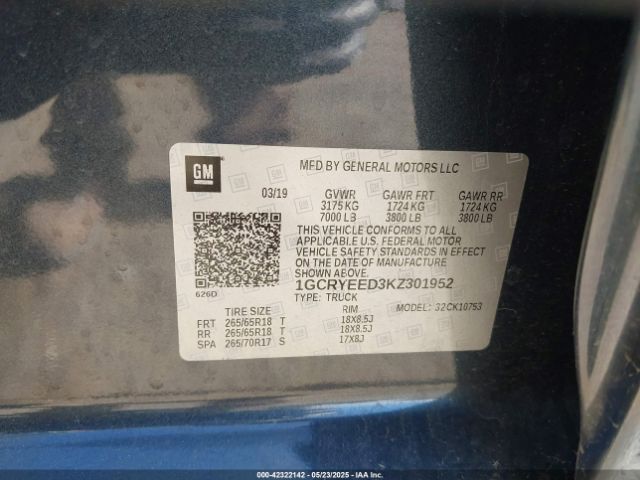 GM
MFD BY GENERAL MOTORS LLC
03/19 GVWR GAWR FRT GAWR RR
3175 KG 1724 KG 1724 KG
7000 LB 3800 LB 3800 LB
THIS VEHICLE CONFORMS TO ALL
APPLICABLE U.S. FEDERAL MOTOR
VEHICLE SAFETY STANDARDS IN EFFECT
ON THE DATE OF MANUFACTURE
SHOWN ABOVE.
626D
1GCRYEED3KZ301952
TYPE: TRUCK MODEL: 32CK10753
TIRE SIZE RIM
FRT 265/65R18 T 18X8.5J
RR 265/65R18 T 18X8.5J
SPA 265/70R17 S 17X8J
000-42322142 - 05/23/2025 - IAAI.COM